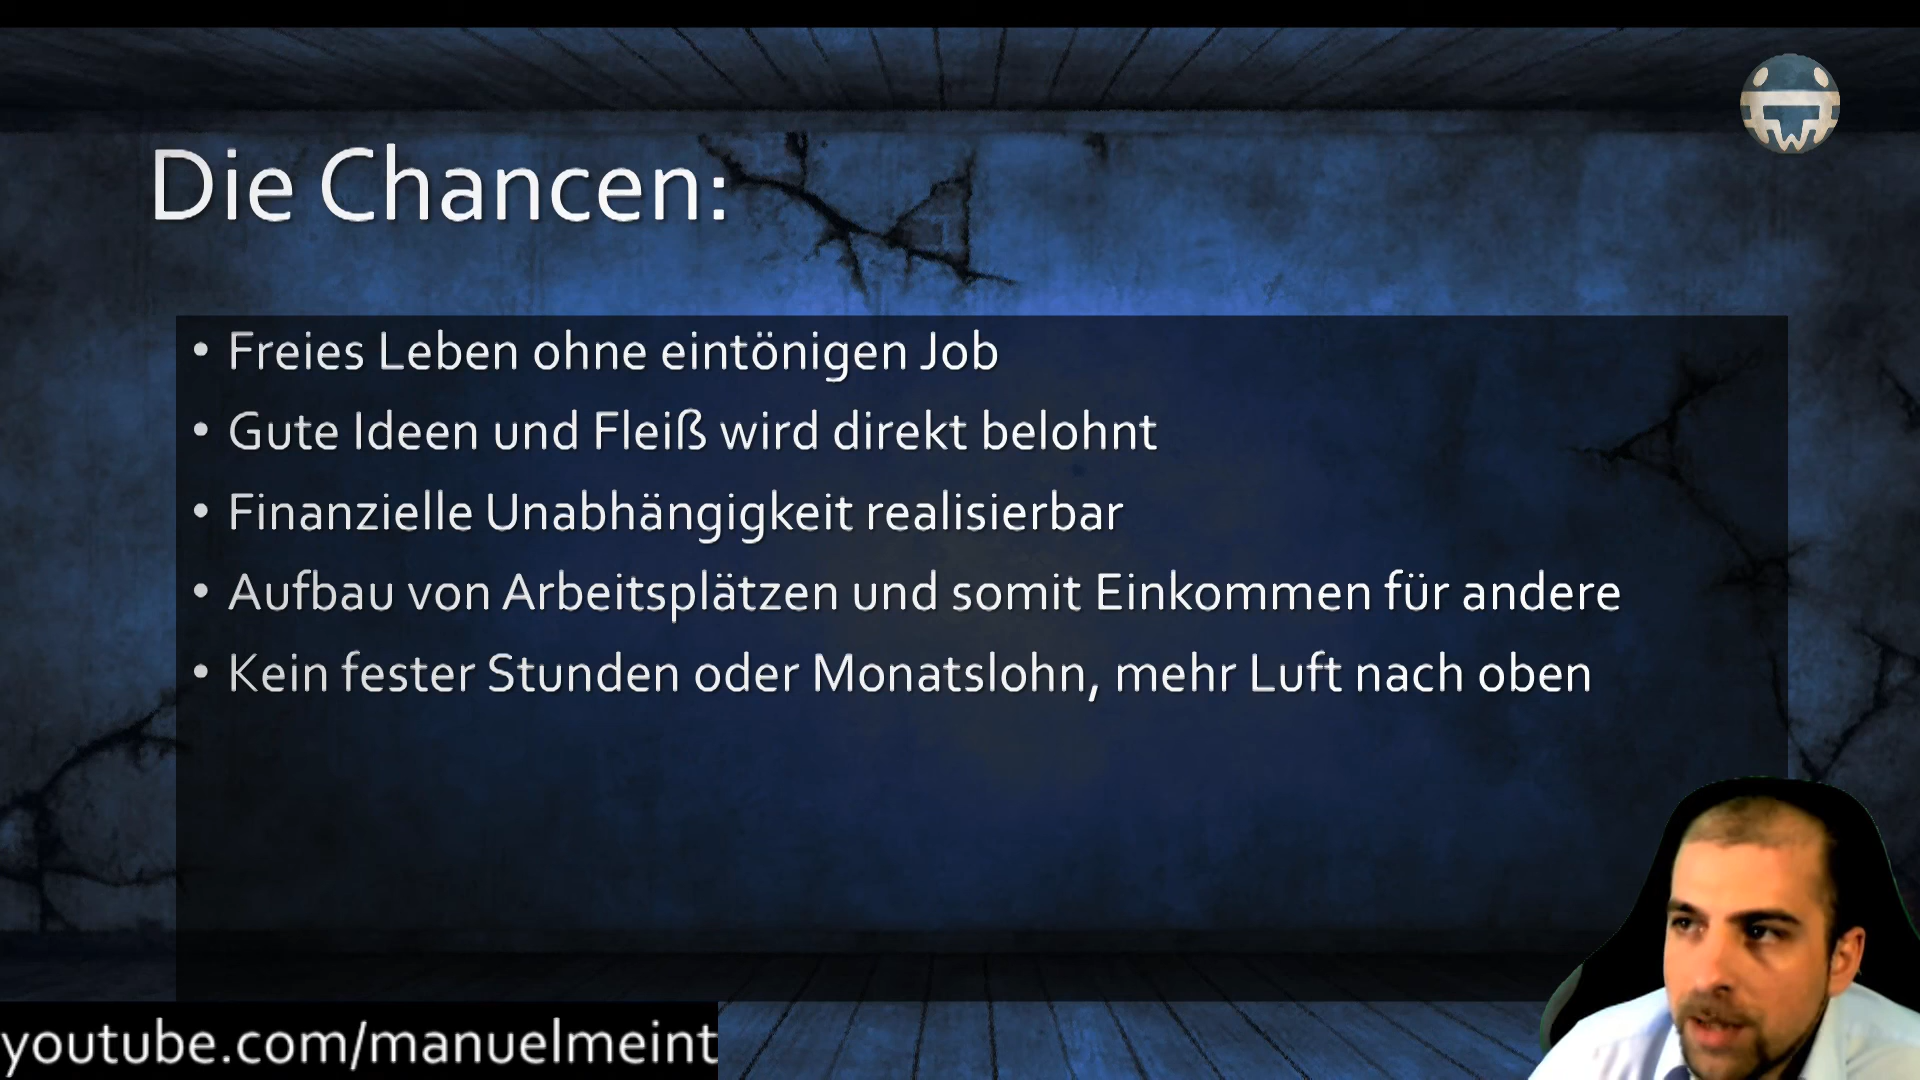 Die Chancen:
• Freies Leben ohne eintönigen Job
• Gute Ideen und Fleiß wird direkt belohnt
• Finanzielle Unabhängigkeit realisierbar
• Aufbau von Arbeitsplätzen und somit Einkommen für andere
• Kein fester Stunden oder Monatslohn, mehr Luft nach oben
youtube.com/manuelmeint